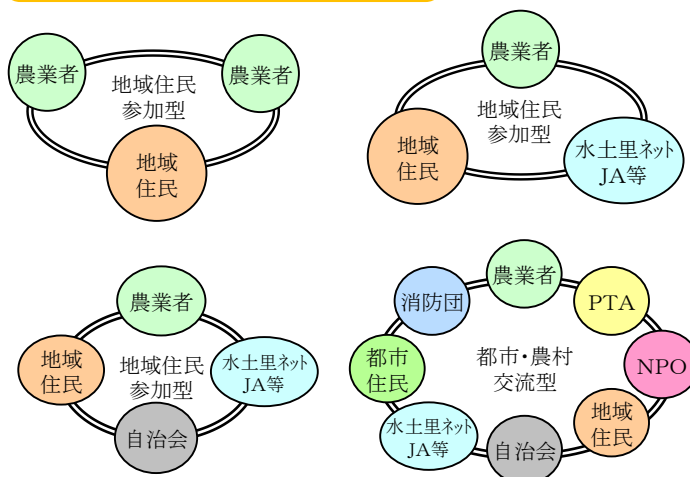 農業者
農業者
地域住民
参加型
地域
住民
農業者
地域住民
参加型
地域
住民
水土里ネット
JA等
農業者
地域
住民
地域住民
参加型
水土里ネット
JA等
自治会
農業者
消防団
PTA
都市
住民
都市・農村
交流型
NPO
地域
住民
水土里ネット
JA等
自治会